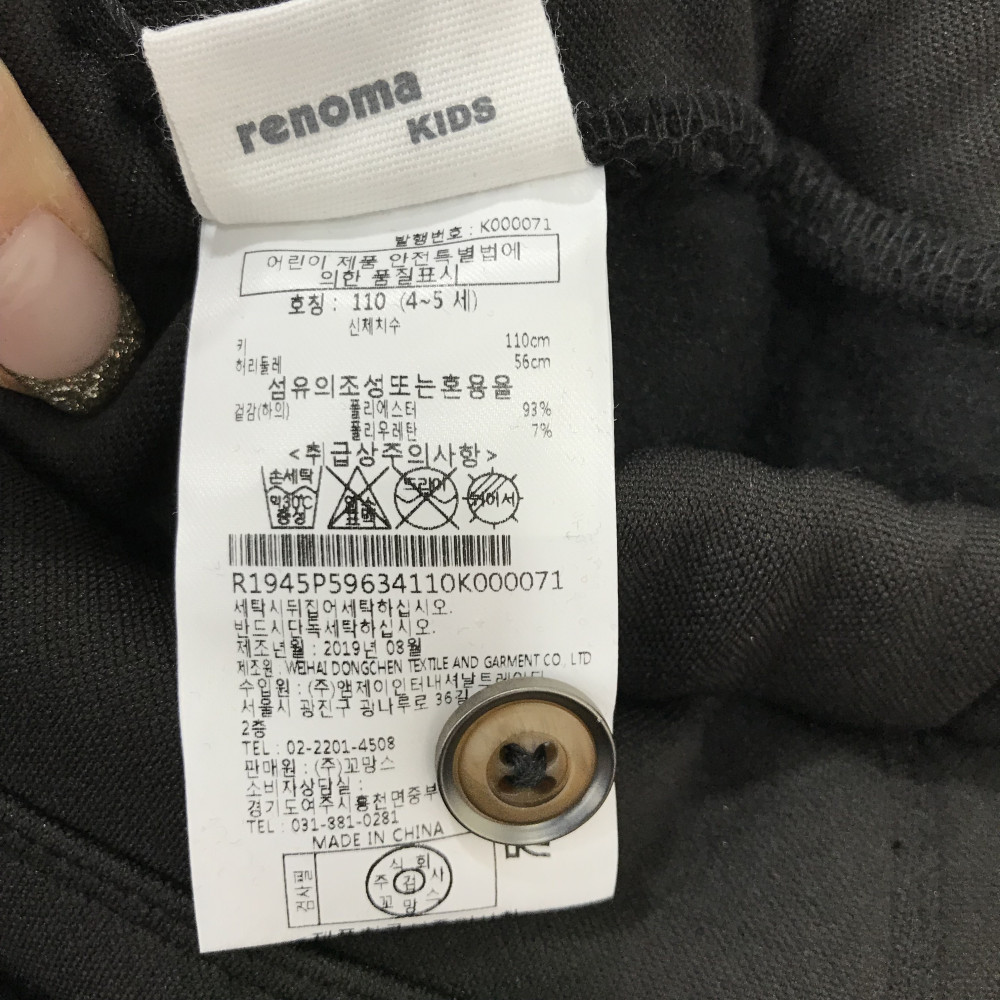 renoma
KIDS
발행번호 : K000071
어린이 제품 안전특별법에
의한 품질표시
호칭 : 110 (4~5 세)
신체치수
키 110cm
허리둘레 56cm
섬유의조성또는혼용율
겉감(하의) 폴리에스터 93%
폴리우레탄 7%
<취급상주의사항>
손세탁 드라이
약30℃ 중성
R1945P59634110K000071
세탁시뒤집어세탁하십시오.
반드시단독세탁하십시오.
제조년월 : 2019년 08월
제조원 : WEIHAI DONGCHEN TEXTILE AND GARMENT CO., LTD
수입원 : (주)앰제이인터내셔날트레이딩
서울시 광진구 광나루로 36길
2층
TEL : 02-2201-4508
판매원 : (주)꼬망스
소비자상담실 :
경기도여주시흥천면중부
TEL : 031-881-0281
MADE IN CHINA
검사필
주식회사
검
꼬망스